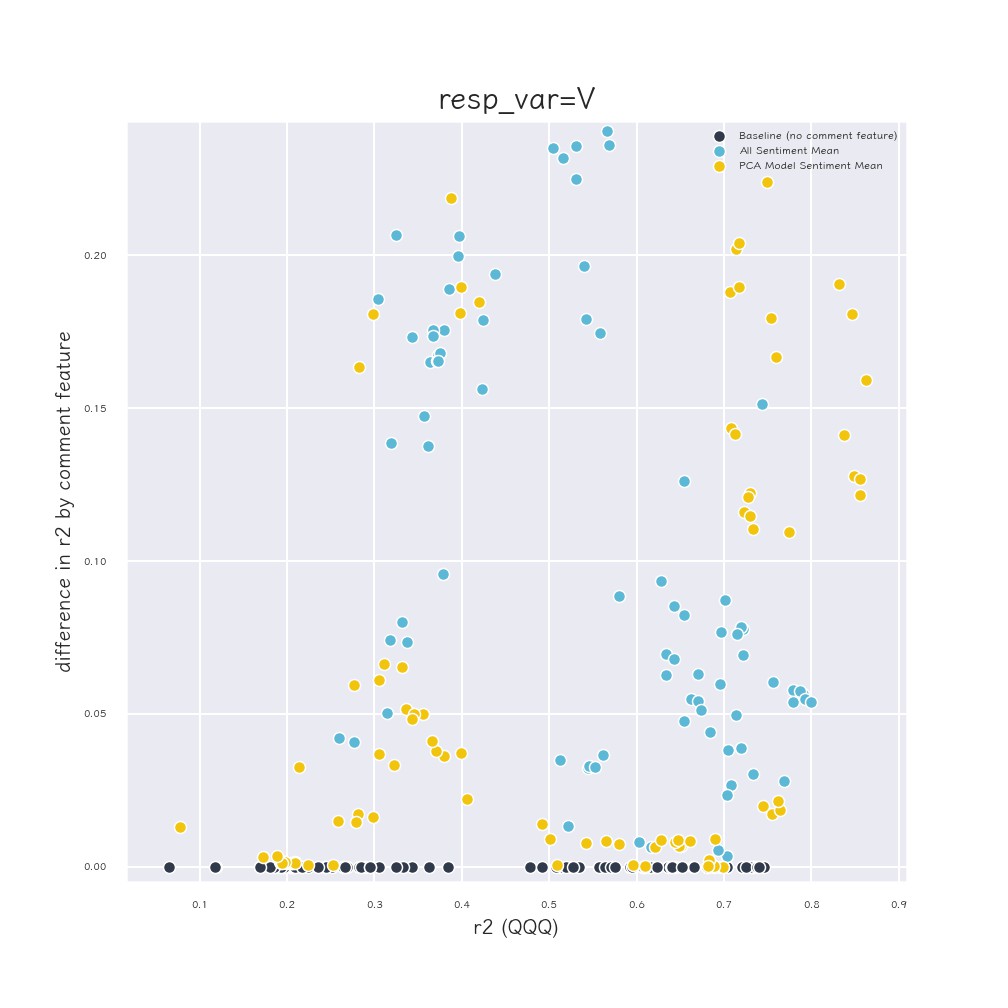 resp_var=V
Baseline (no comment feature)
All Sentiment Mean
PCA Model Sentiment Mean
difference in r2 by comment feature
0.20
0.15
0.10
0.05
0.00
0.1 0.2 0.3 0.4 0.5 0.6 0.7 0.8 0.9
r2 (QQQ)